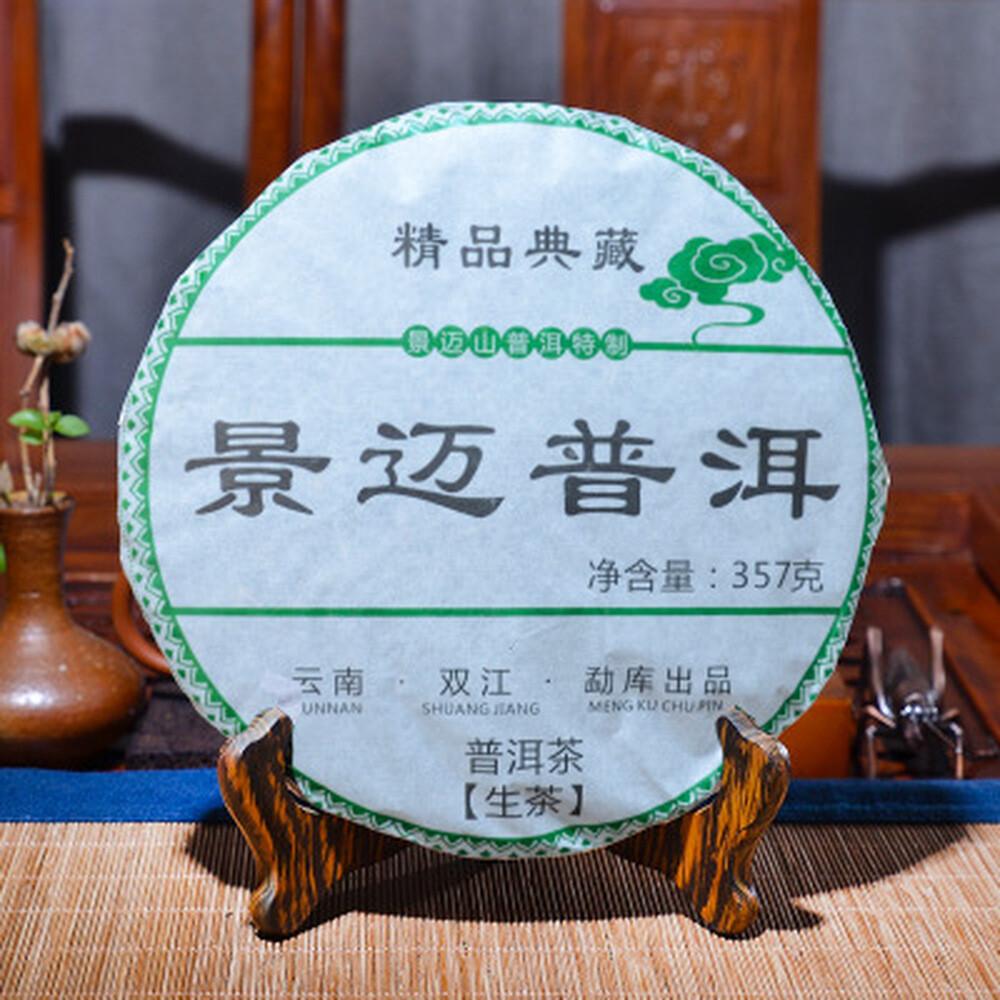 精品典藏
景迈山普洱特制
景迈普洱
净含量：357克
云南 · 双江 · 勐库出品
UNNAN SHUANG JIANG MENG KU CHU PIN
普洱茶
【生茶】